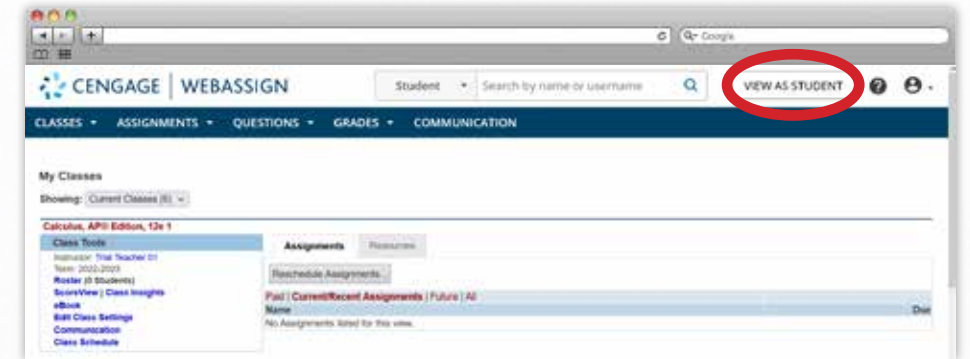 Google
CENGAGE | WEBASSIGN
Student
Search by name or username
VIEW AS STUDENT
CLASSES
ASSIGNMENTS
QUESTIONS
GRADES
COMMUNICATION
My Classes
Showing: Current Classes (6)
Calculus, AP® Edition, 12e 1
Class Tools
Instructor: Trial Teacher 01
Term: 2022-2023
Roster (0 Students)
ScoreView | Class Insights
eBook
Edit Class Settings
Communication
Class Schedule
Assignments
Resources
Reschedule Assignments...
Past | Current/Recent Assignments | Future | All
Name
Due
No Assignments listed for this view.